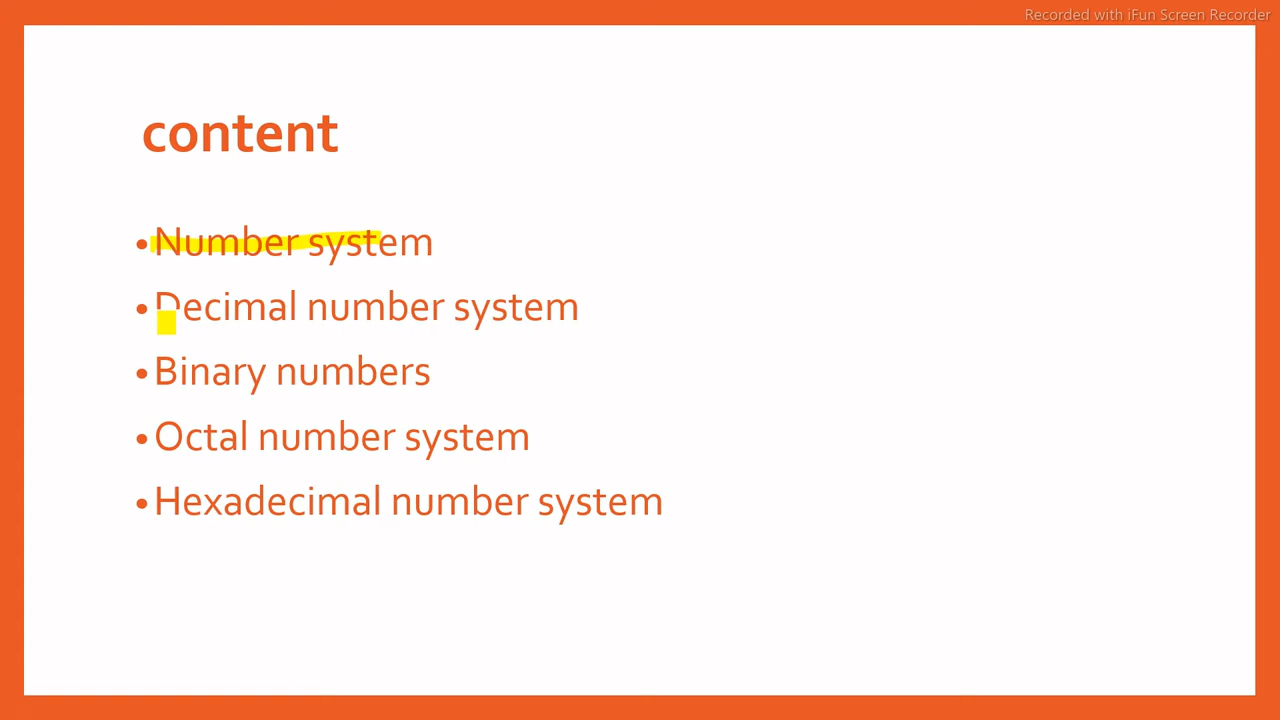 Recorded with iFun Screen Recorder
content
•Number system
•Decimal number system
•Binary numbers
•Octal number system
•Hexadecimal number system